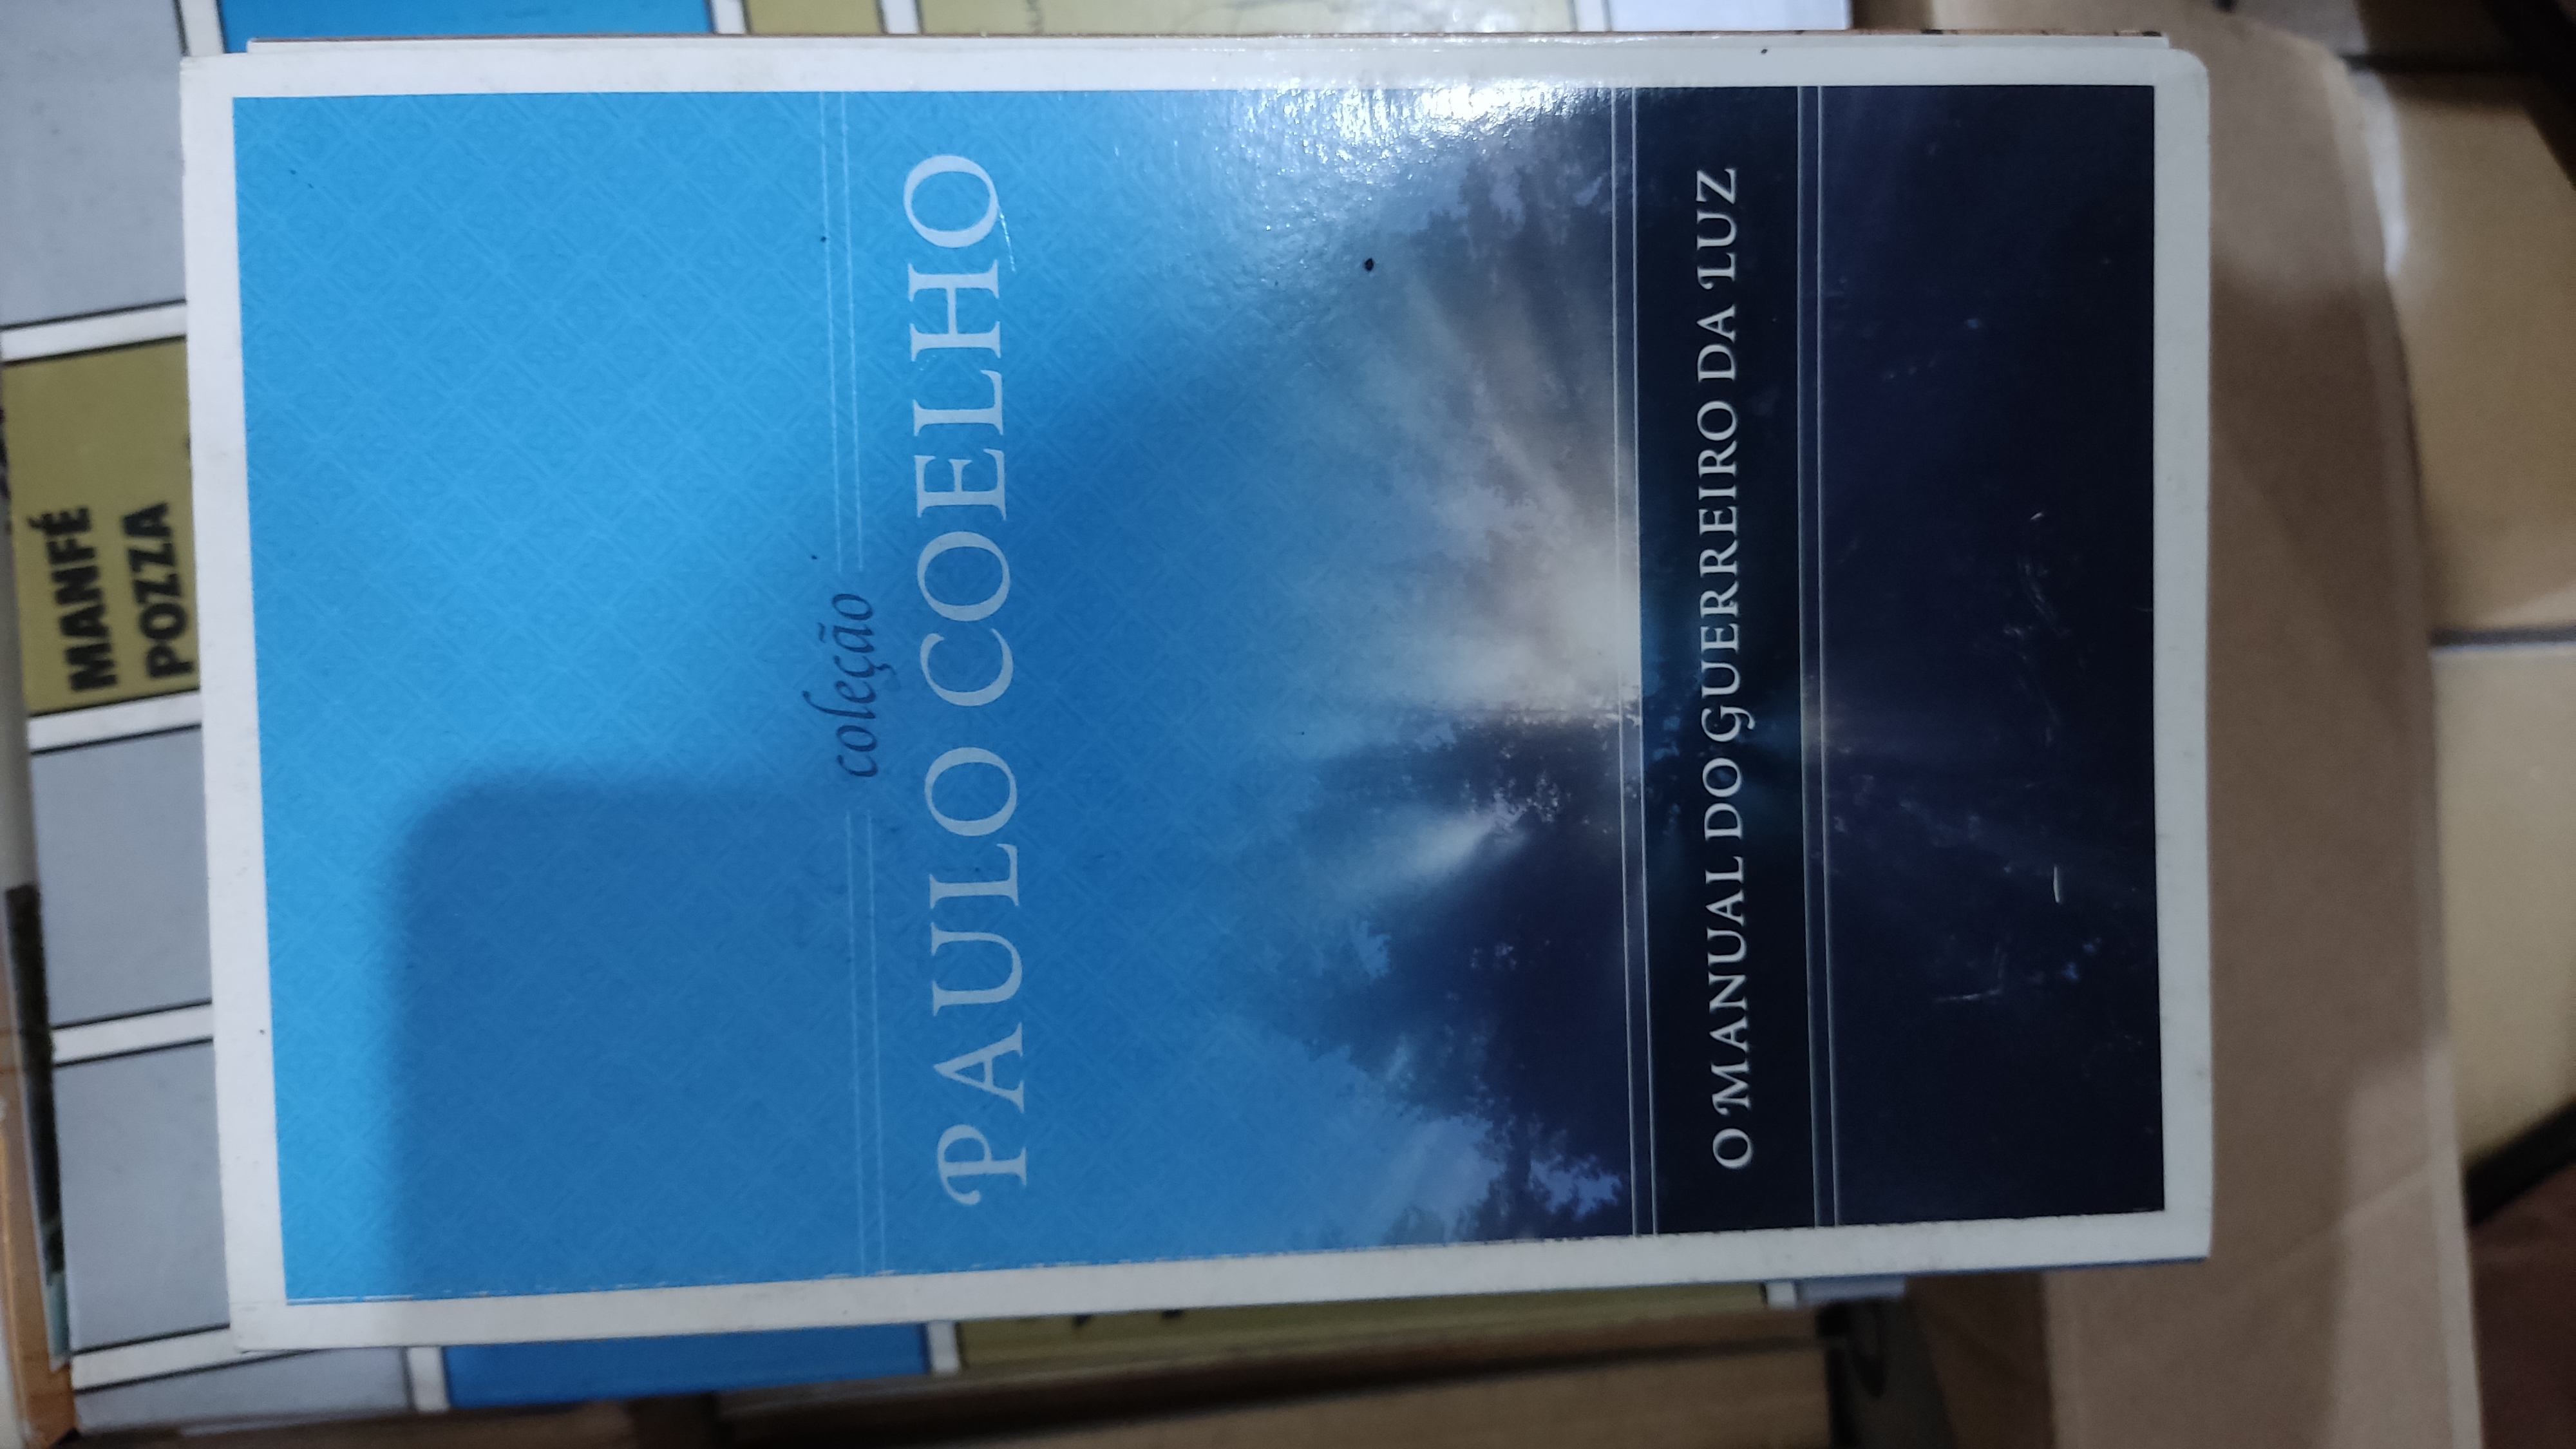 coleção
PAULO COELHO
O MANUAL DO GUERREIRO DA LUZ
MANFÉ
POZZA